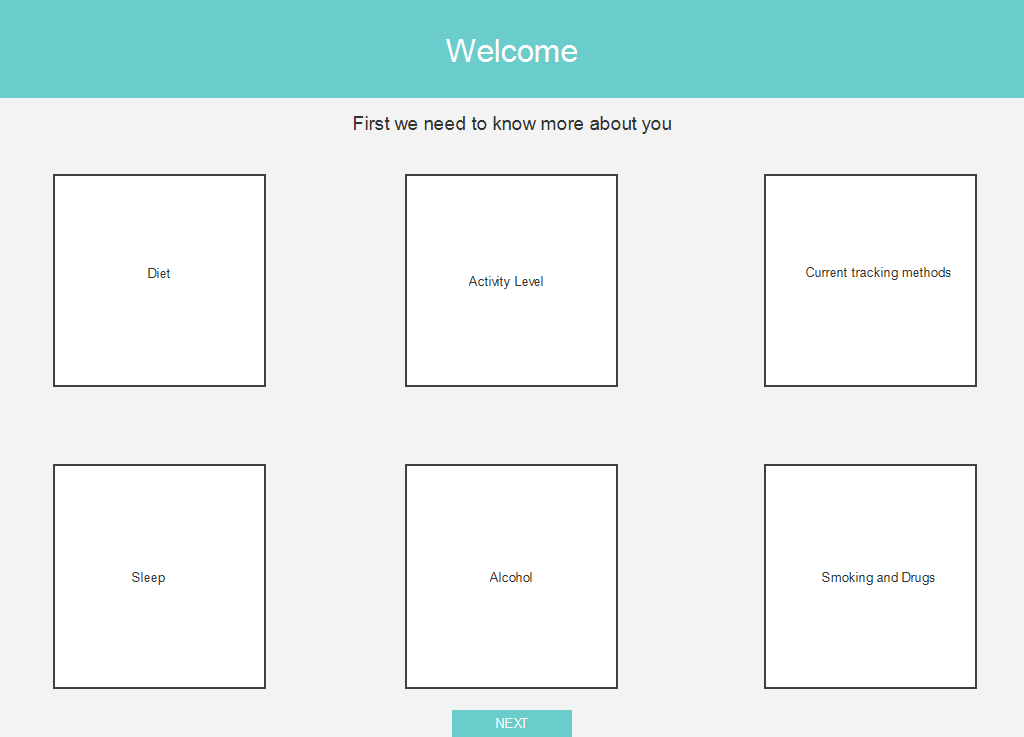 Welcome
First we need to know more about you
Diet
Activity Level
Current tracking methods
Sleep
Alcohol
Smoking and Drugs
NEXT